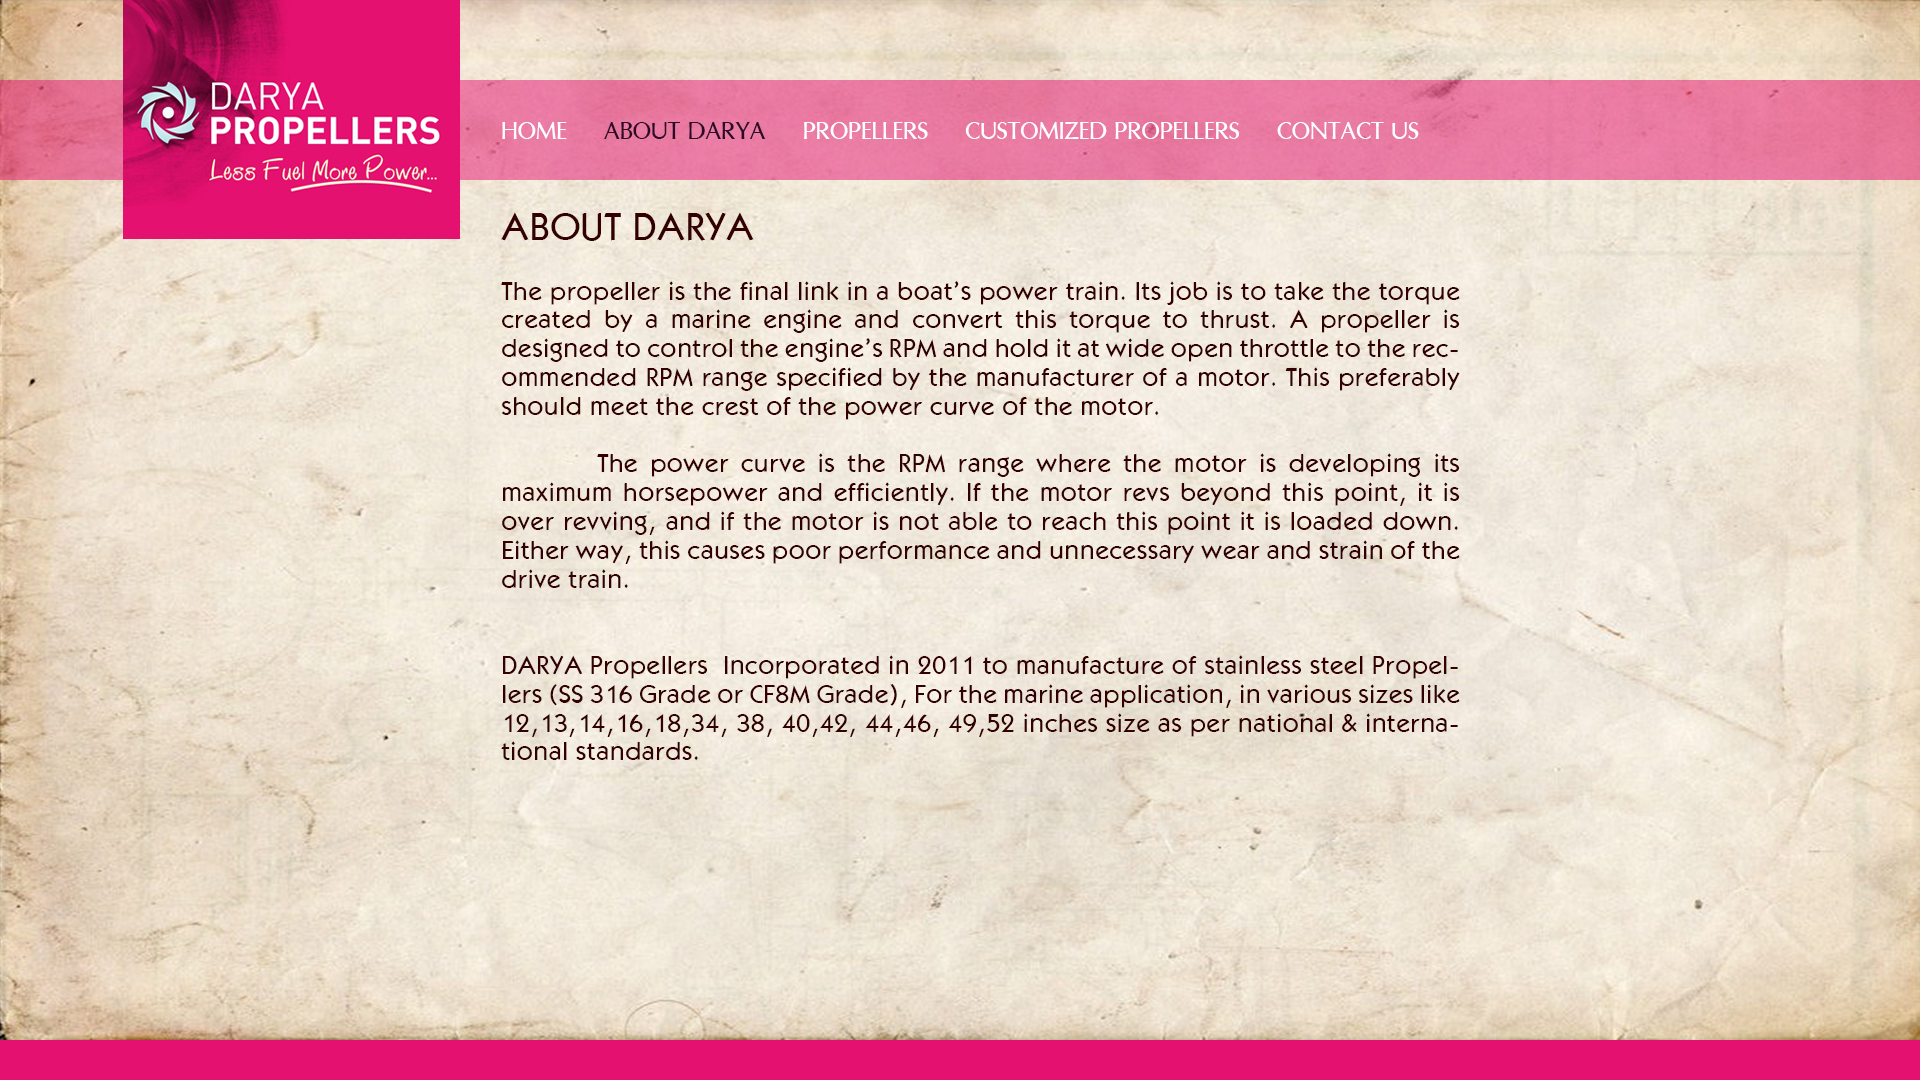 DARYA
PROPELLERS
Less Fuel More Power...
HOME ABOUT DARYA PROPELLERS CUSTOMIZED PROPELLERS CONTACT US
ABOUT DARYA
The propeller is the final link in a boat’s power train. Its job is to take the torque
created by a marine engine and convert this torque to thrust. A propeller is
designed to control the engine’s RPM and hold it at wide open throttle to the rec-
ommended RPM range specified by the manufacturer of a motor. This preferably
should meet the crest of the power curve of the motor.
The power curve is the RPM range where the motor is developing its
maximum horsepower and efficiently. If the motor revs beyond this point, it is
over revving, and if the motor is not able to reach this point it is loaded down.
Either way, this causes poor performance and unnecessary wear and strain of the
drive train.
DARYA Propellers  Incorporated in 2011 to manufacture of stainless steel Propel-
lers (SS 316 Grade or CF8M Grade), For the marine application, in various sizes like
12,13,14,16,18,34, 38, 40,42, 44,46, 49,52 inches size as per national & interna-
tional standards.